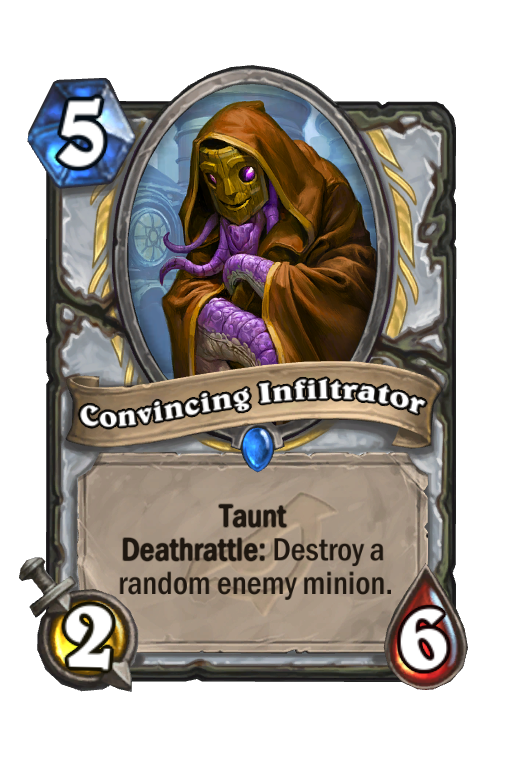 5
Convincing Infiltrator
Taunt
Deathrattle: Destroy a
random enemy minion.
2
6